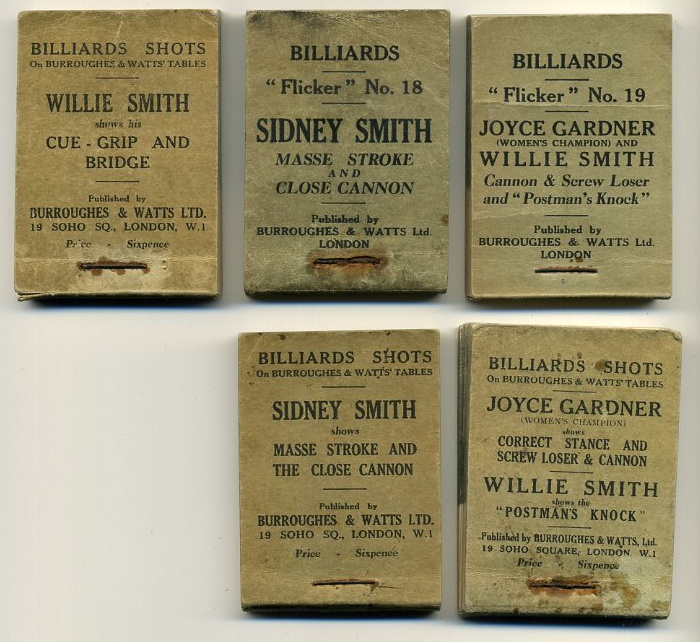 BILLIARDS SHOTS
On BURROUGHES & WATTS' TABLES
WILLIE SMITH
shows his
CUE-GRIP AND
BRIDGE
Published by
BURROUGHES & WATTS LTD.
19 SOHO SQ., LONDON, W.1
Price - Sixpence
BILLIARDS
"Flicker" No. 18
SIDNEY SMITH
MASSE STROKE
AND
CLOSE CANNON
Published by
BURROUGHES & WATTS Ltd.
LONDON
BILLIARDS
"Flicker" No. 19
JOYCE GARDNER
(WOMEN'S CHAMPION) AND
WILLIE SMITH
Cannon & Screw Loser
and "Postman's Knock"
Published by
BURROUGHES & WATTS Ltd.
LONDON
BILLIARDS SHOTS
On BURROUGHES & WATTS' TABLES
SIDNEY SMITH
shows
MASSE STROKE AND
THE CLOSE CANNON
Published by
BURROUGHES & WATTS LTD.
19 SOHO SQ., LONDON, W.1
Price - Sixpence
BILLIARDS SHOTS
On BURROUGHES & WATTS' TABLES
JOYCE GARDNER
(WOMEN'S CHAMPION)
shows
CORRECT STANCE AND
SCREW LOSER & CANNON
WILLIE SMITH
shows the
"POSTMAN'S KNOCK"
Published by BURROUGHES & WATTS, Ltd.
19 SOHO SQUARE, LONDON W.1
Price - Sixpence